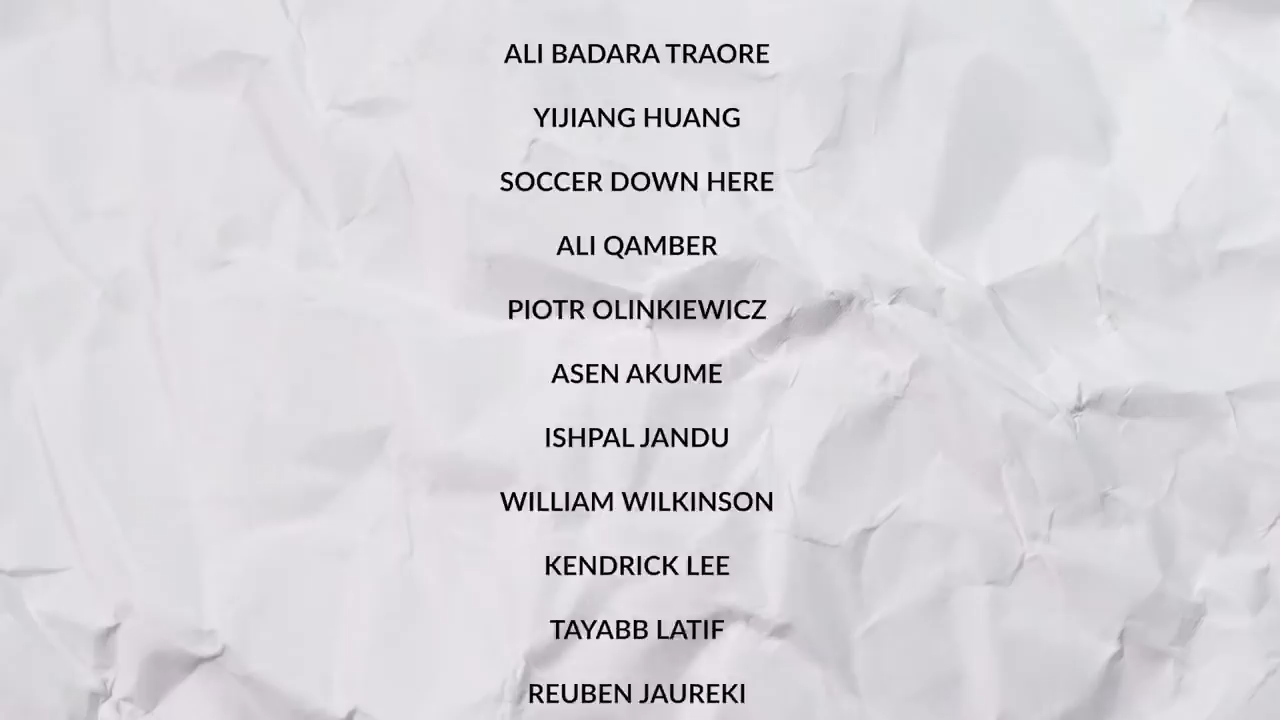 ALI BADARA TRAORE
YIJIANG HUANG
SOCCER DOWN HERE
ALI QAMBER
PIOTR OLINKIEWICZ
ASEN AKUME
ISHPAL JANDU
WILLIAM WILKINSON
KENDRICK LEE
TAYABB LATIF
REUBEN JAUREKI